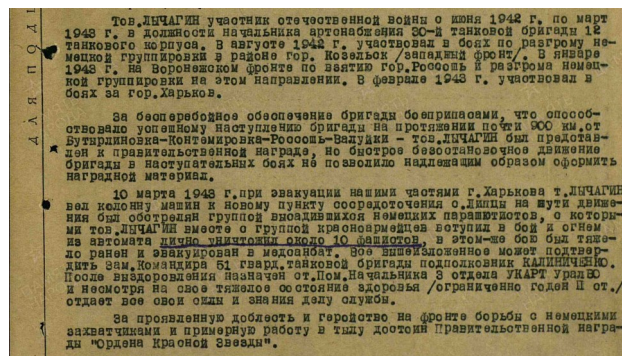 Тов.ЛЫЧАГИН участник отечественной войны с июня 1942 г. по март
1943 г. в должности начальника артснабжения 30-й танковой бригады 12
танкового корпуса. В августе 1942 г. участвовал в боях по разгрому не-
мецкой группировки в районе гор. Козельск /западный фронт/. В январе
1943 г. на Воронежском фронте по взятию гор.Россошь и разгрома немец-
кой группировки на этом направлении. В феврале 1943 г. участвовал в
боях за гор.Харьков.
За бесперебойное обеспечение бригады боеприпасами, что способ-
ствовало успешному наступлению бригады на протяжении почти 900 км.от
Бутырлиновка-Контемировка-Россошь-Валуйки - тов.ЛЫЧАГИН был представ-
лен к правительственной награде, но быстрое безостановочное движение
бригады в наступательных боях не позволило надлежащим образом оформить
наградной материал.
10 марта 1943 г.при эвакуации нашими частями г.Харькова т.ЛЫЧАГИН
вел колонну машин к новому пункту сосредоточения с.Липцы на пути движе-
ния был обстрелян группой высадившихся немецких парашютистов, с которы-
ми тов.ЛЫЧАГИН вместе с группой красноармейцев вступил в бой и огнем
из автомата лично уничтожил около 10 фашистов, в этом-же бою был тяже-
ло ранен и эвакуирован в медсанбат. Все вышеизложенное может подтвер-
дить Зам.Командира 51 гвард.танковой бригады подполковник КАЛИНИЧЕНКО.
После выздоровления назначен ст.пом.Начальника 3 отдела УКАРТ УралВО
и несмотря на свое тяжелое состояние здоровья /ограниченно годен II ст./
отдает все свои силы и знания делу службы.
За проявленную доблесть и геройство на фронте борьбы с немецкими
захватчиками и примерную работу в тылу достоин Правительственной награ-
ды "Ордена Красной Звезды".
для под